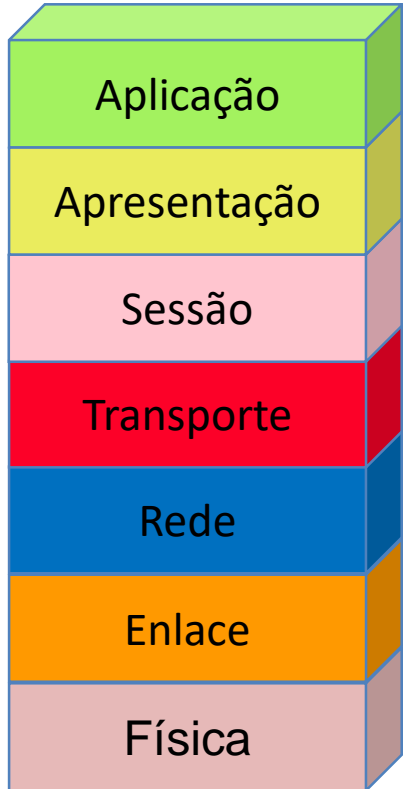 Aplicação
Apresentação
Sessão
Transporte
Rede
Enlace
Física